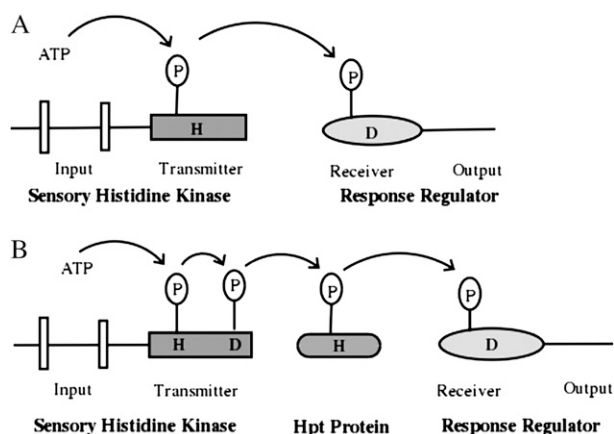 A
ATP P P
H D
Input Transmitter Receiver Output
Sensory Histidine Kinase Response Regulator
B
ATP P P P P
H D H D
Input Transmitter Receiver Output
Sensory Histidine Kinase Hpt Protein Response Regulator